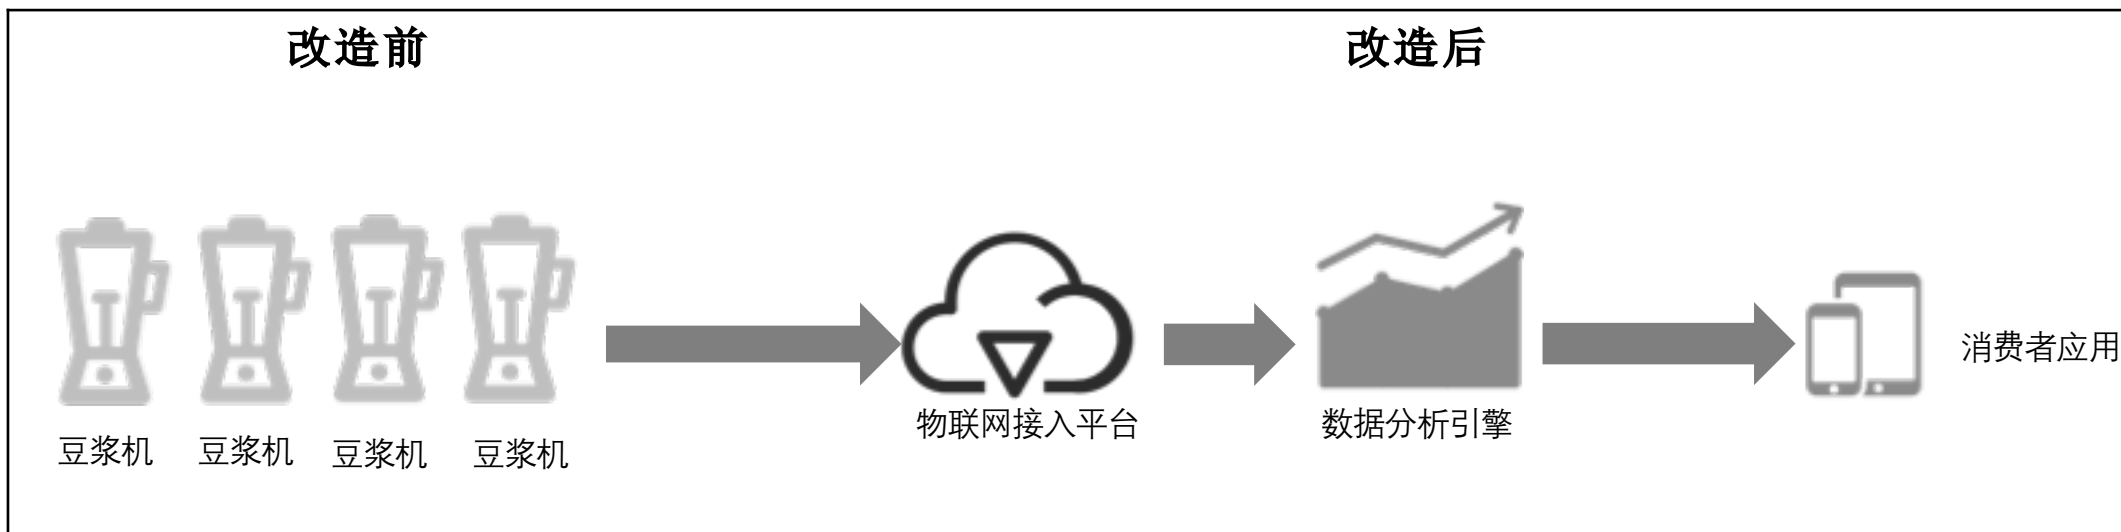 改造前
改造后
豆浆机
豆浆机
豆浆机
豆浆机
物联网接入平台
数据分析引擎
消费者应用